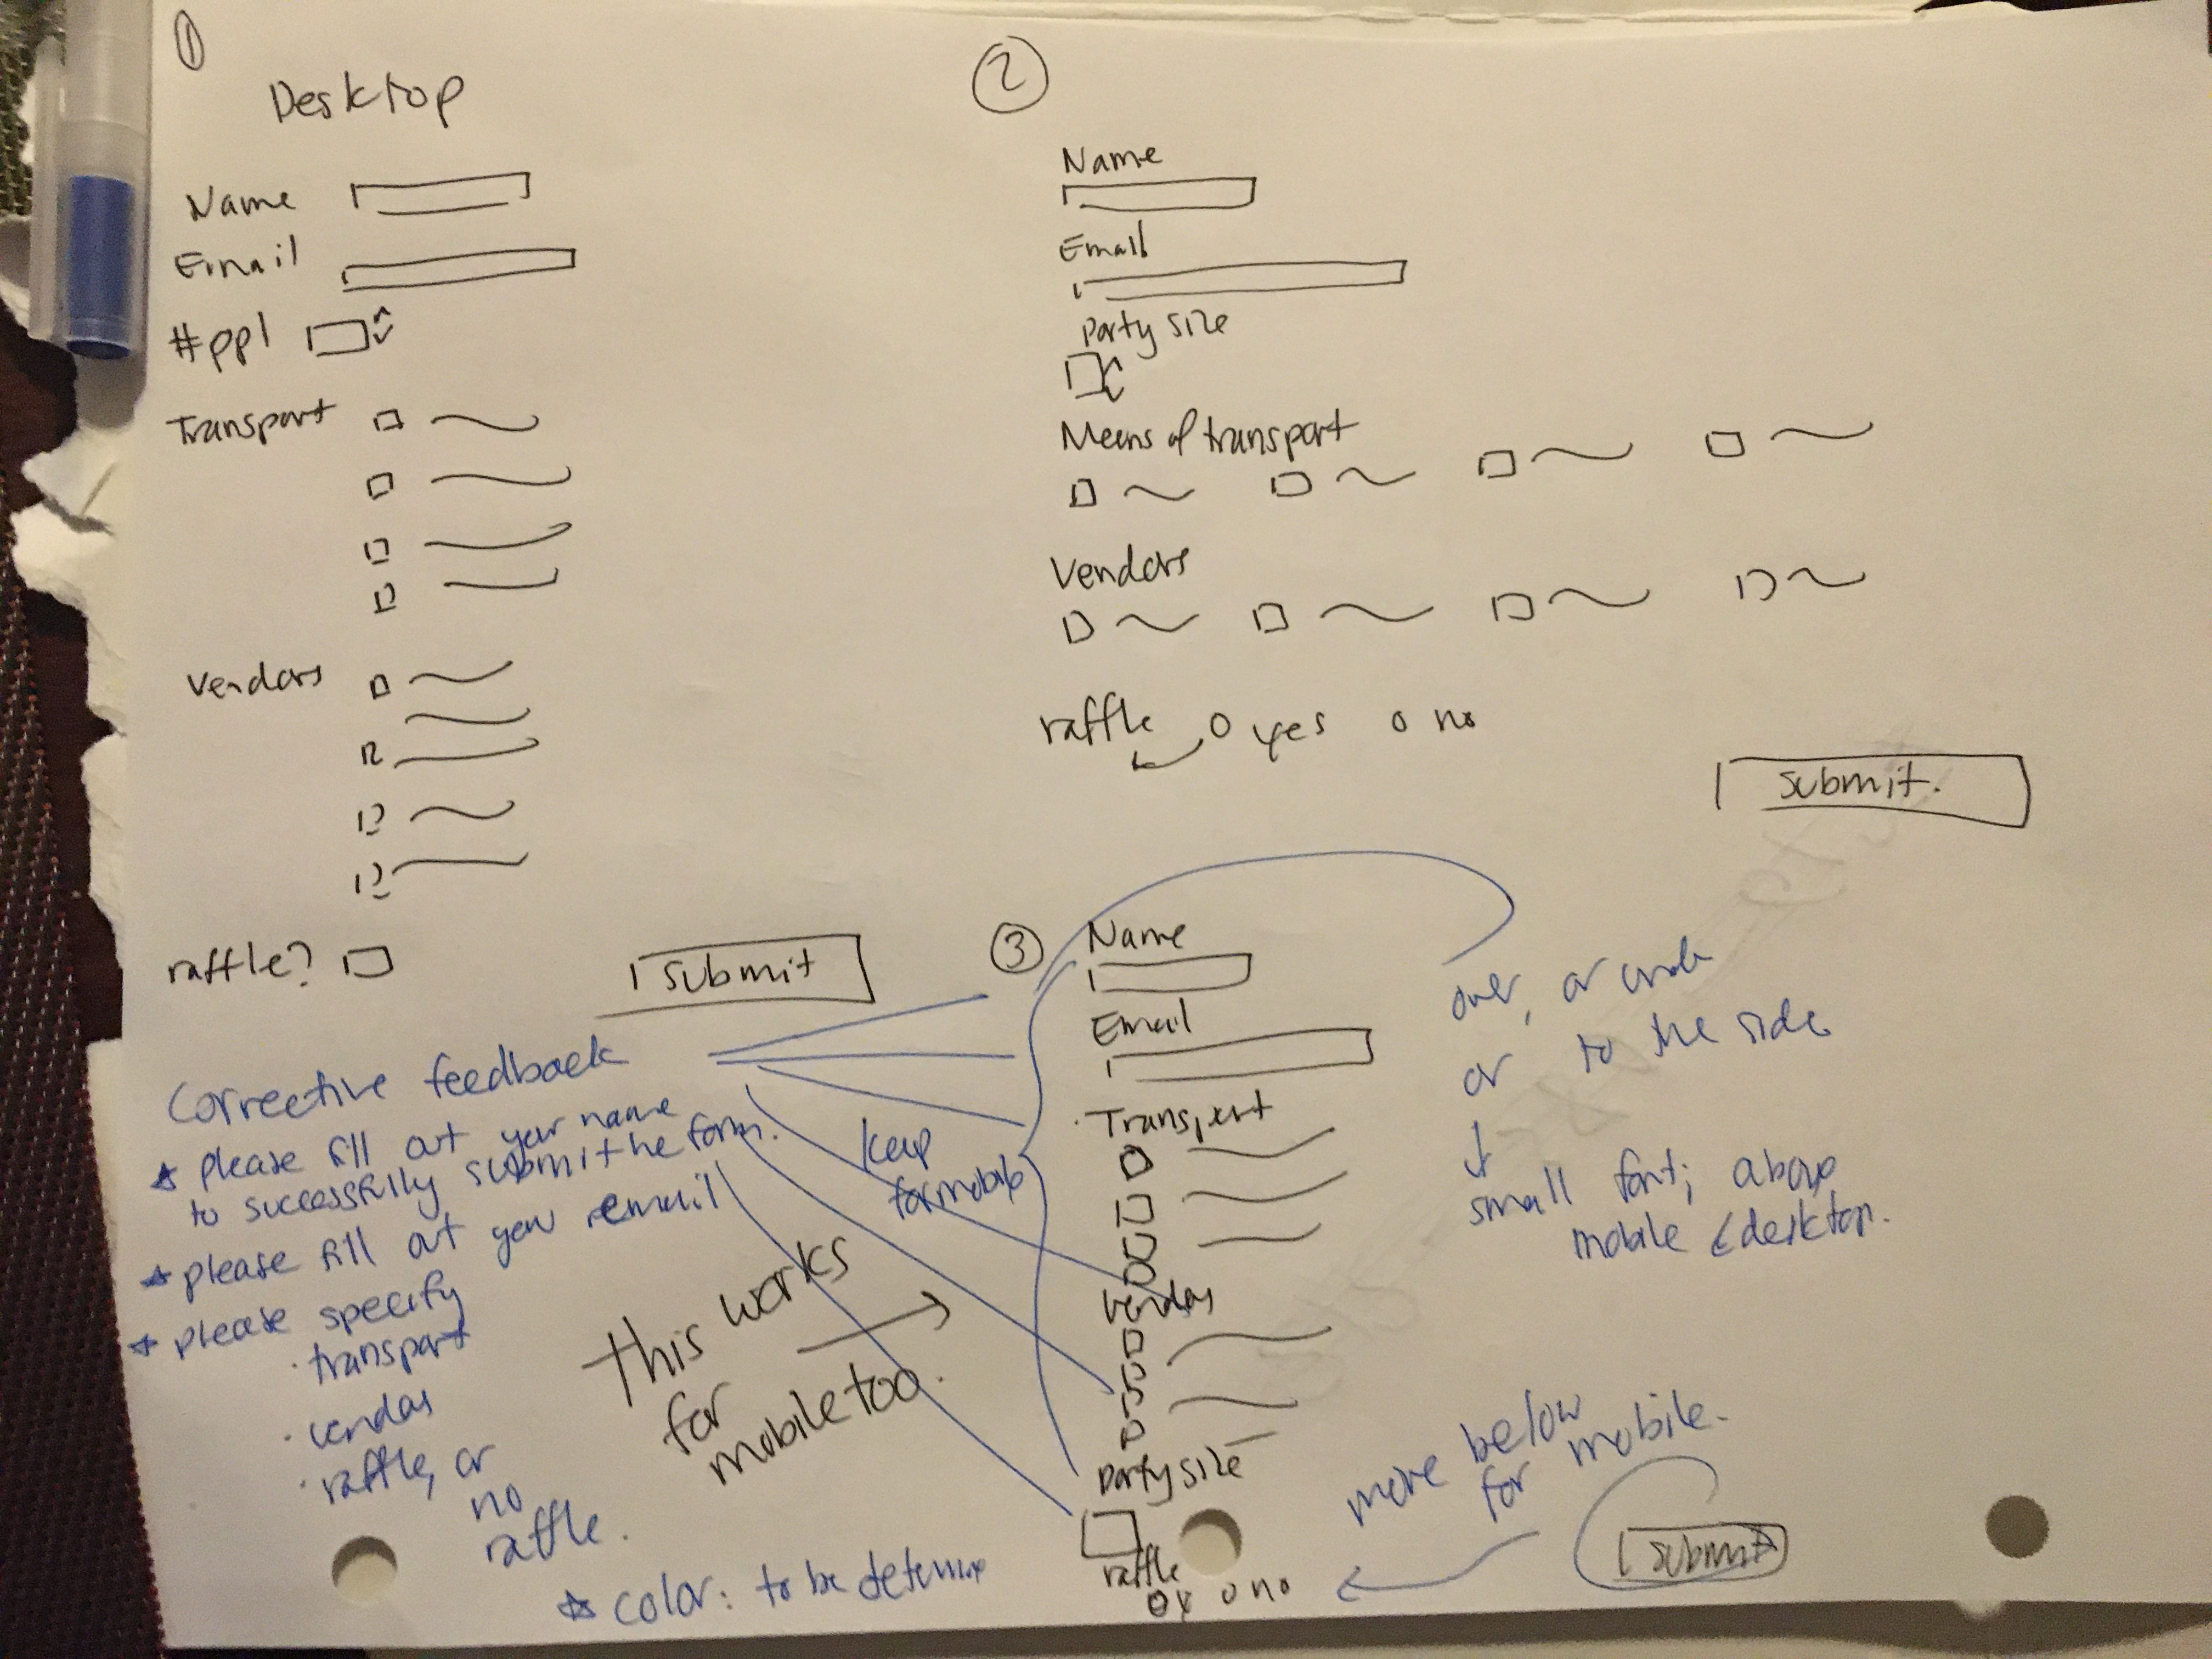 Desktop
①
Name
Email
#ppl
Transport
Vendors
raffle?
submit
②
Name
Email
Party size
Means of transport
Vendors
raffle
o yes o no
submit.
Corrective feedback
* please fill out your name
to sucessfily submit the form.
* please fill out you email
* please specify
· transport
· vendor
· raffle, or
no
raffle.
* color: to be determine
This works
for
mobile too.
keep
for mobile
③
Name
Email
Transport
Vendors
party size
raffle
o y o no
over, or under
or to the side
small font; above
mobile (desktop.
more below
for mobile.
submit